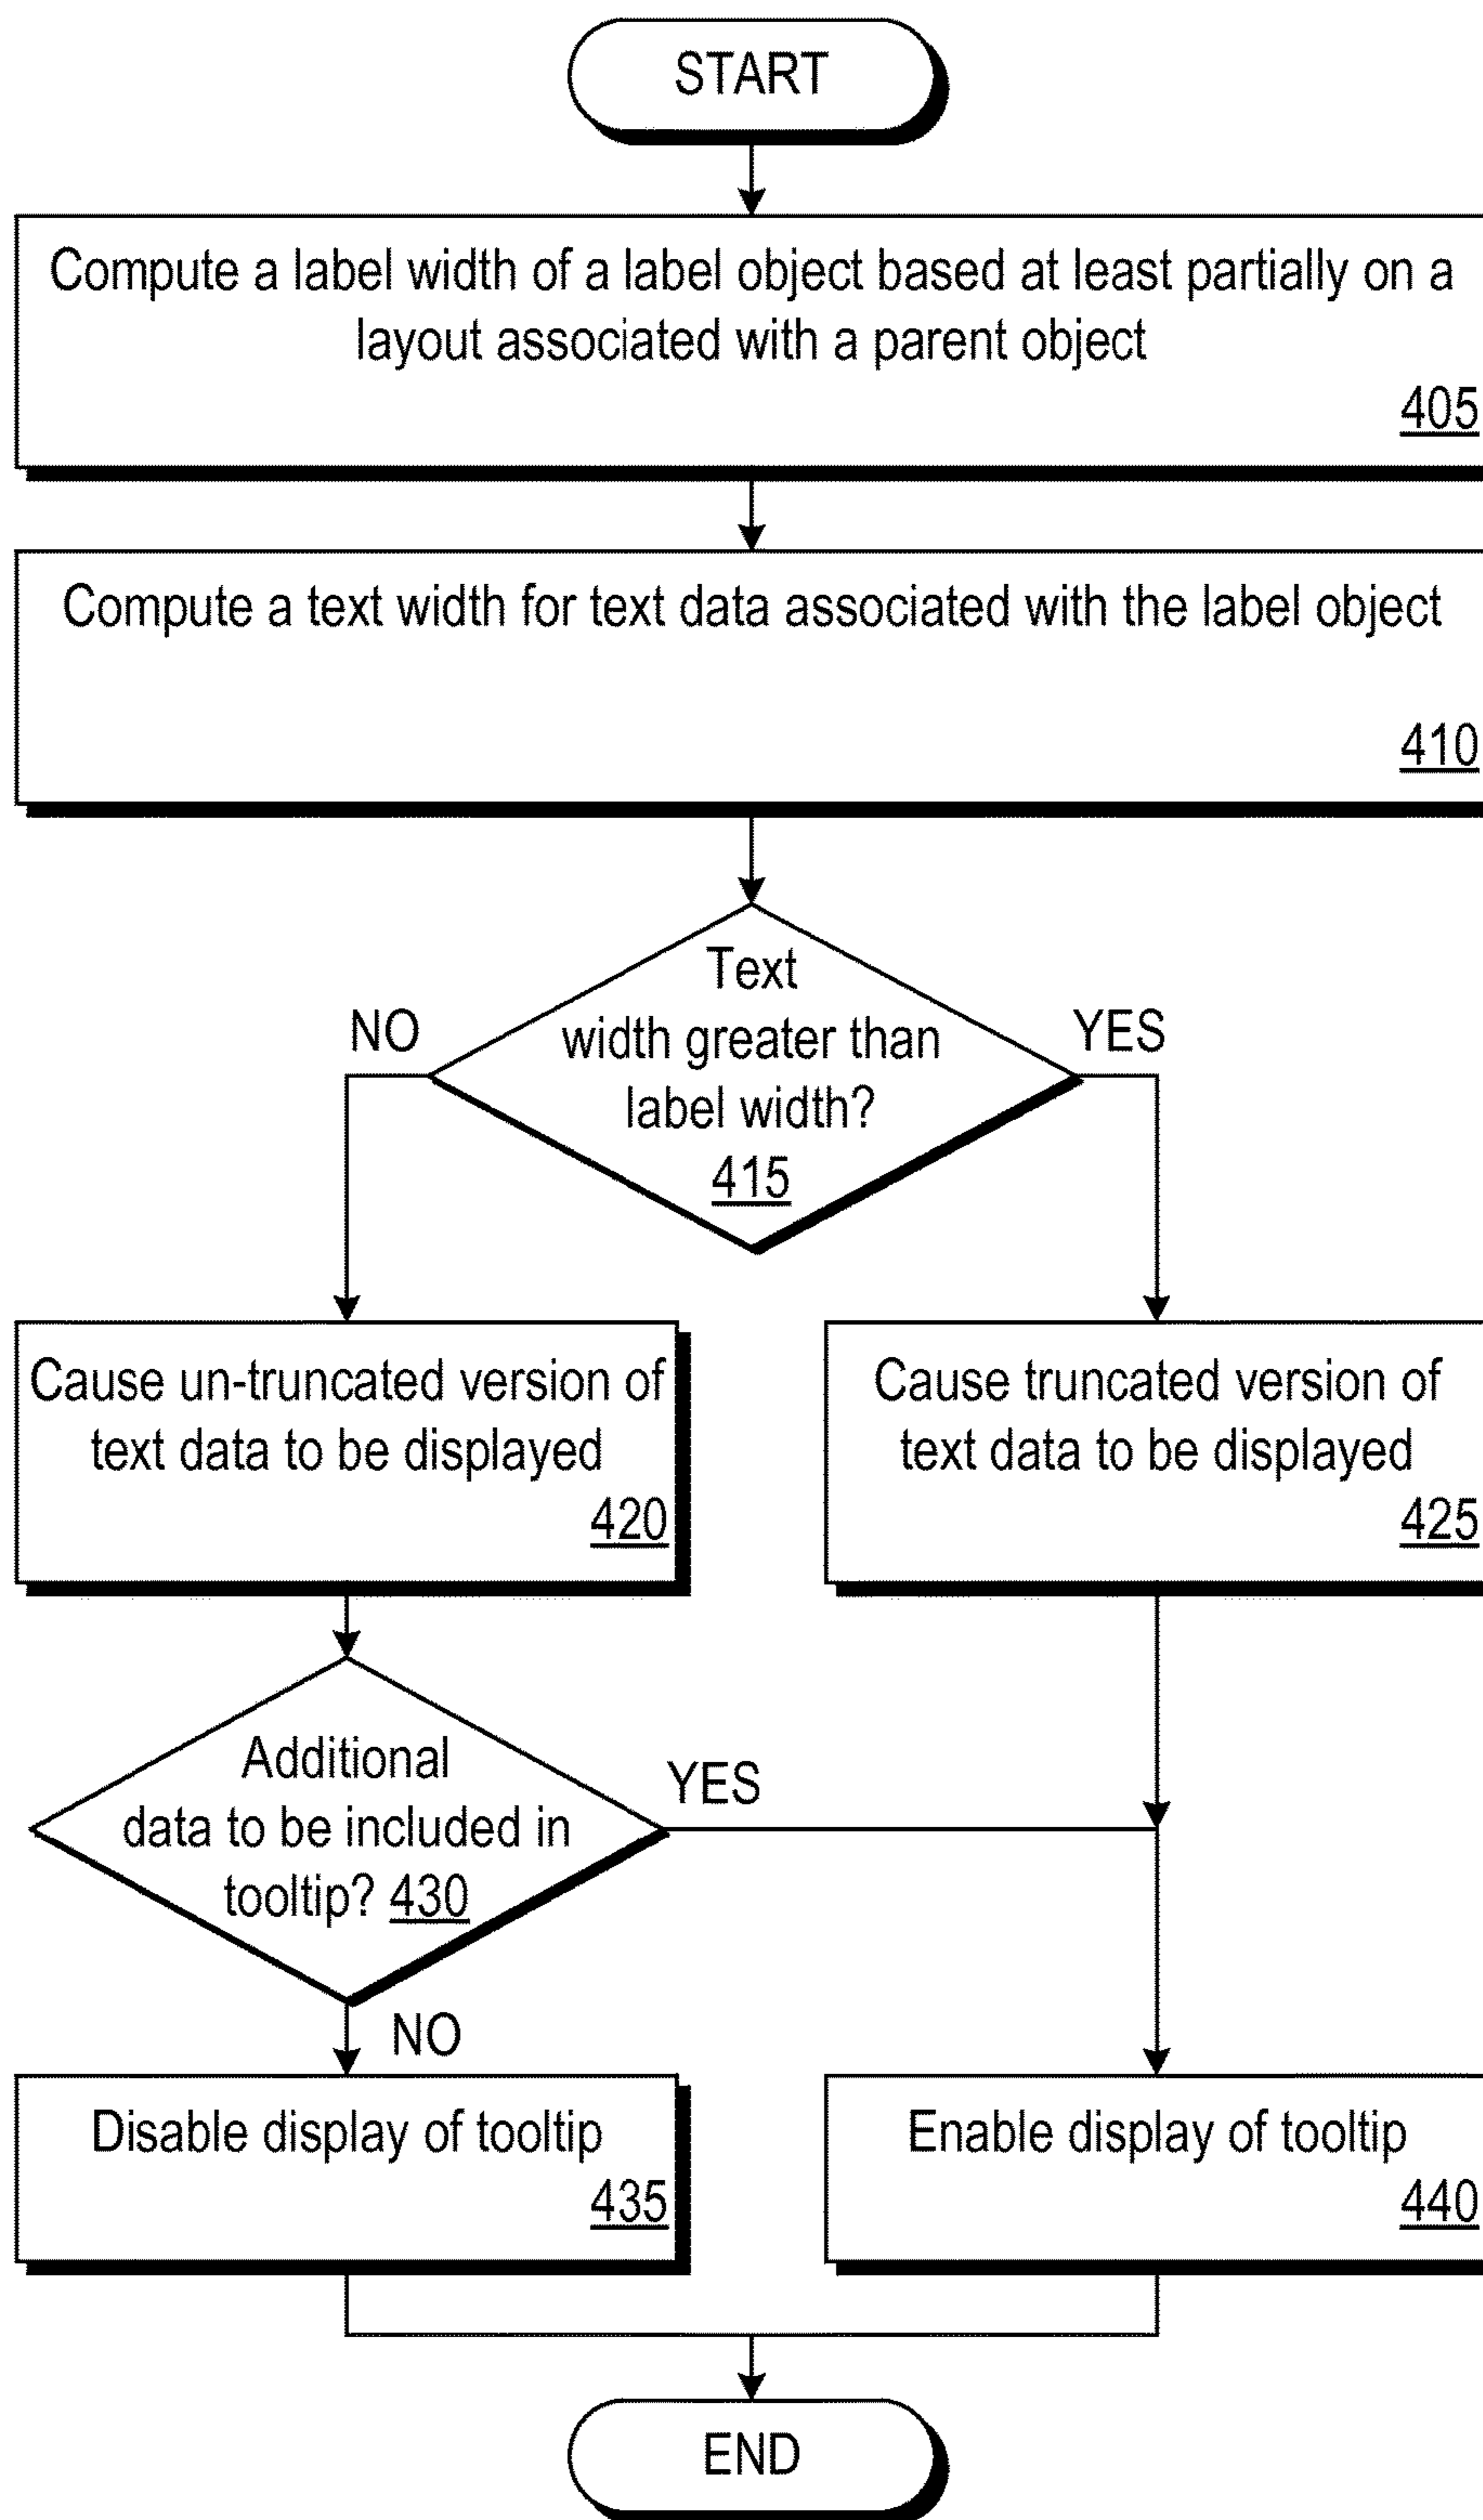 START
Compute a label width of a label object based at least partially on a
layout associated with a parent object
405
Compute a text width for text data associated with the label object
410
Text
width greater than
label width?
415
NO
YES
Cause un-truncated version of
text data to be displayed
420
Cause truncated version of
text data to be displayed
425
Additional
data to be included in
tooltip? 430
YES
NO
Disable display of tooltip
435
Enable display of tooltip
440
END